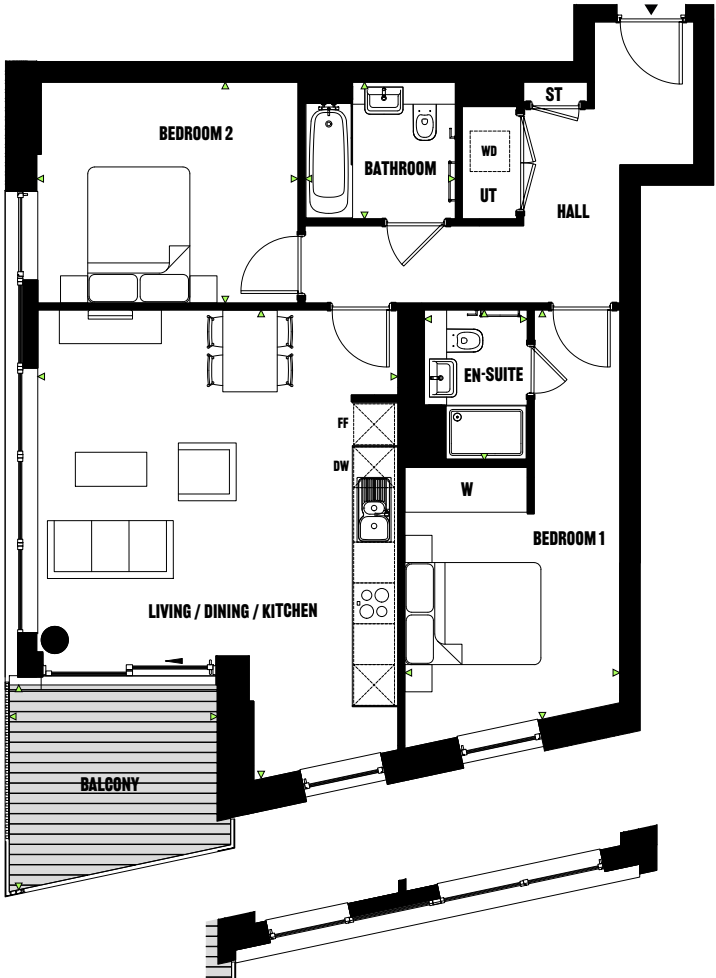 ST
BEDROOM 2
BATHROOM
WD
UT
HALL
EN-SUITE
FF
DW
W
BEDROOM 1
LIVING / DINING / KITCHEN
BALCONY